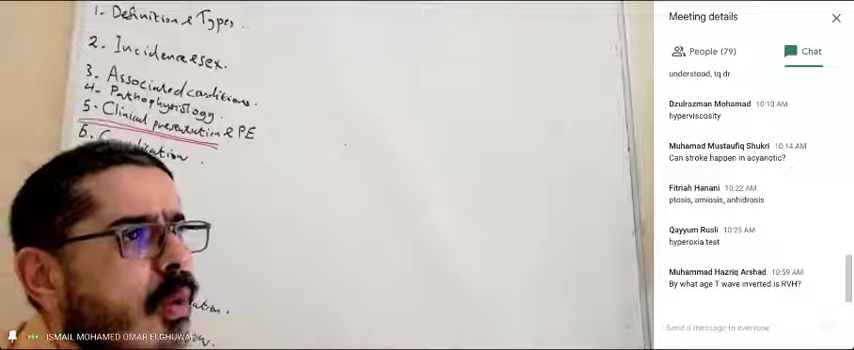 1. Definition & Types ..
2. Incidence & sex.
3. Associated conditions.
4. Pathophysiology.
5. Clinical presentation & PE
6.
ISMAIL MOHAMED OMAR ELGHUWAEL
Meeting details
People (79)
Chat
understood, tq dr
Dzulrazman Mohamad 10:10 AM
hyperviscosity
Muhamad Mustaufiq Shukri 10:14 AM
Can stroke happen in acyanotic?
Fitriah Hanani 10:22 AM
ptosis, amiosis, anhidrosis
Qayyum Rusli 10:25 AM
hyperoxia test
Muhammad Hazriq Arshad 10:59 AM
By what age T wave inverted is RVH?
Send a message to everyone